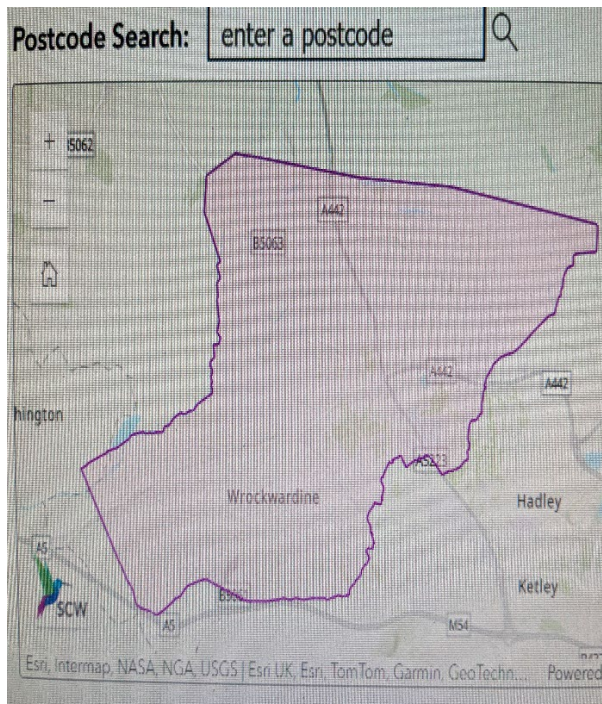 Postcode Search:
enter a postcode
+
B5062
−
A442
B5063
A442
A442
hington
A5223
Wrockwardine
Hadley
A5
Ketley
SCW
A5
M54
Esri, Intermap, NASA, NGA, USGS | Esri UK, Esri, TomTom, Garmin, GeoTechn... Powered